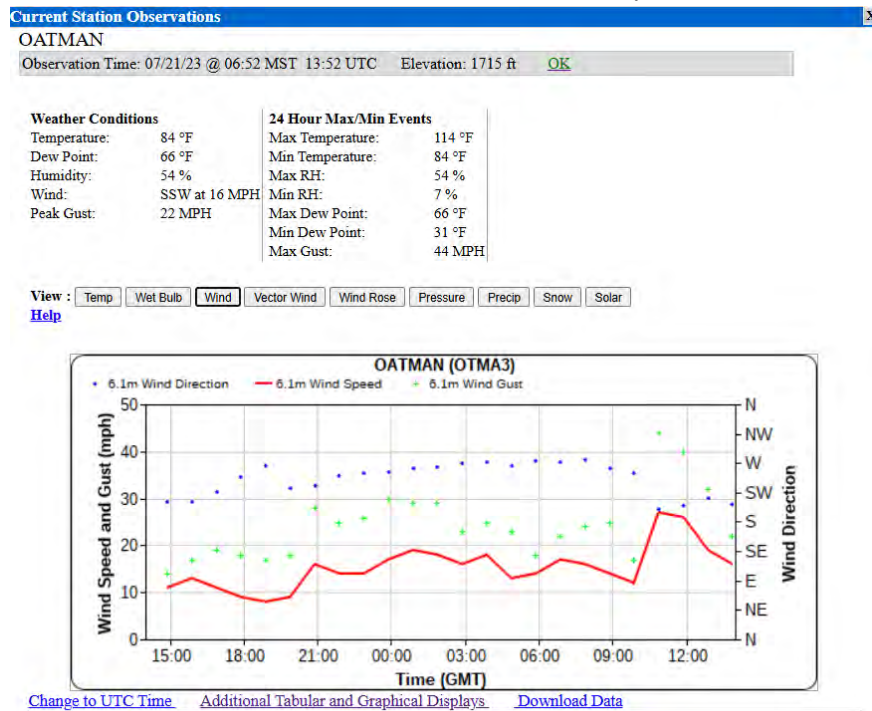 Current Station Observations X
OATMAN
Observation Time: 07/21/23 @ 06:52 MST 13:52 UTC Elevation: 1715 ft OK
Weather Conditions 24 Hour Max/Min Events
Temperature: 84 °F Max Temperature: 114 °F
Dew Point: 66 °F Min Temperature: 84 °F
Humidity: 54 % Max RH: 54 %
Wind: SSW at 16 MPH Min RH: 7 %
Peak Gust: 22 MPH Max Dew Point: 66 °F
Min Dew Point: 31 °F
Max Gust: 44 MPH
View : Temp Wet Bulb Wind Vector Wind Wind Rose Pressure Precip Snow Solar
Help
OATMAN (OTMA3)
6.1m Wind Direction 6.1m Wind Speed 6.1m Wind Gust
Wind Speed and Gust (mph)
50 N
NW
40
W
30 SW
S
20 SE
E
10
NE
0 N
Wind Direction
15:00 18:00 21:00 00:00 03:00 06:00 09:00 12:00
Time (GMT)
Change to UTC Time Additional Tabular and Graphical Displays Download Data